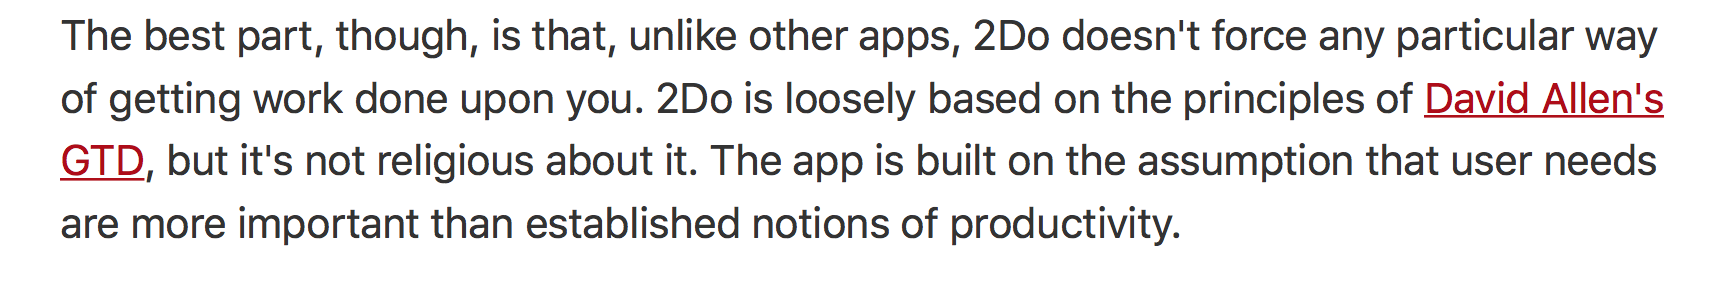 The best part, though, is that, unlike other apps, 2Do doesn't force any particular way
of getting work done upon you. 2Do is loosely based on the principles of David Allen's
GTD, but it's not religious about it. The app is built on the assumption that user needs
are more important than established notions of productivity.